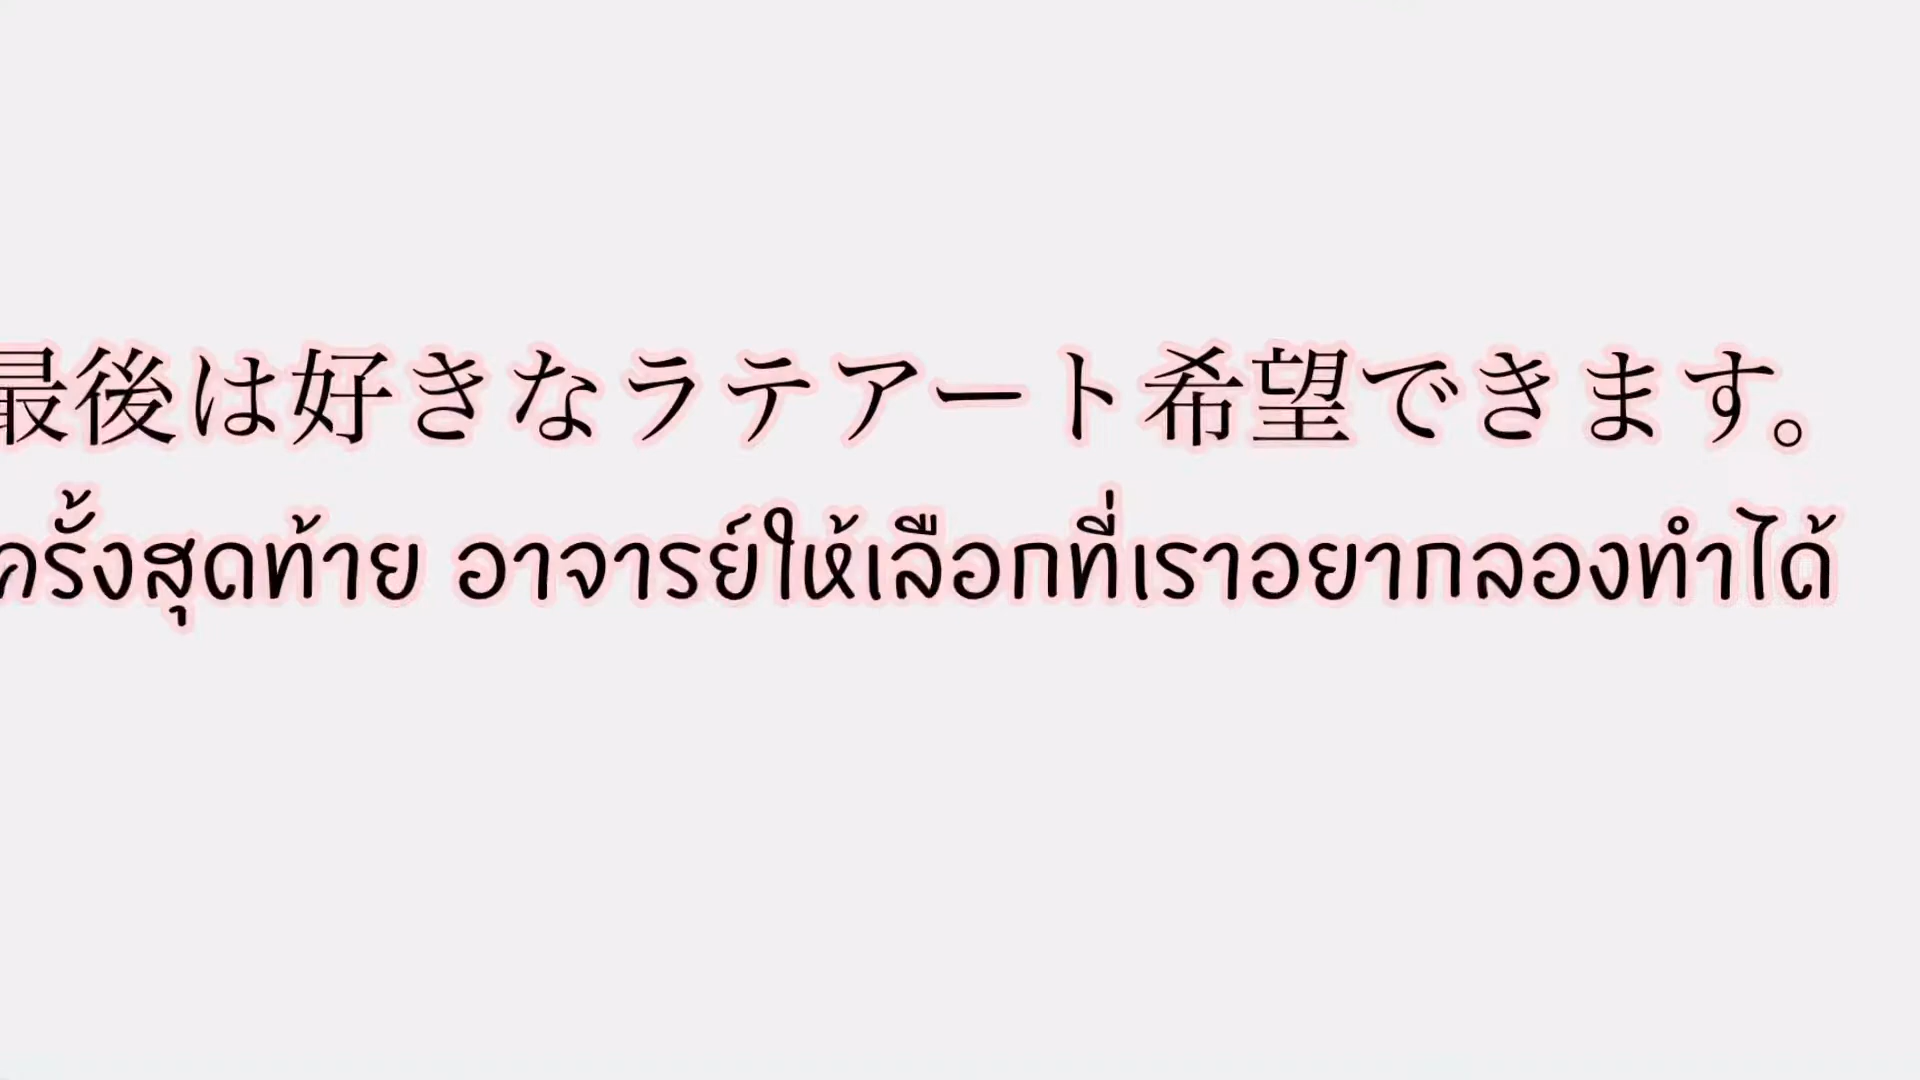 最後は好きなラテアート希望できます。
ครั้งสุดท้าย อาจารย์ให้เลือกที่เราอยากลองทำได้